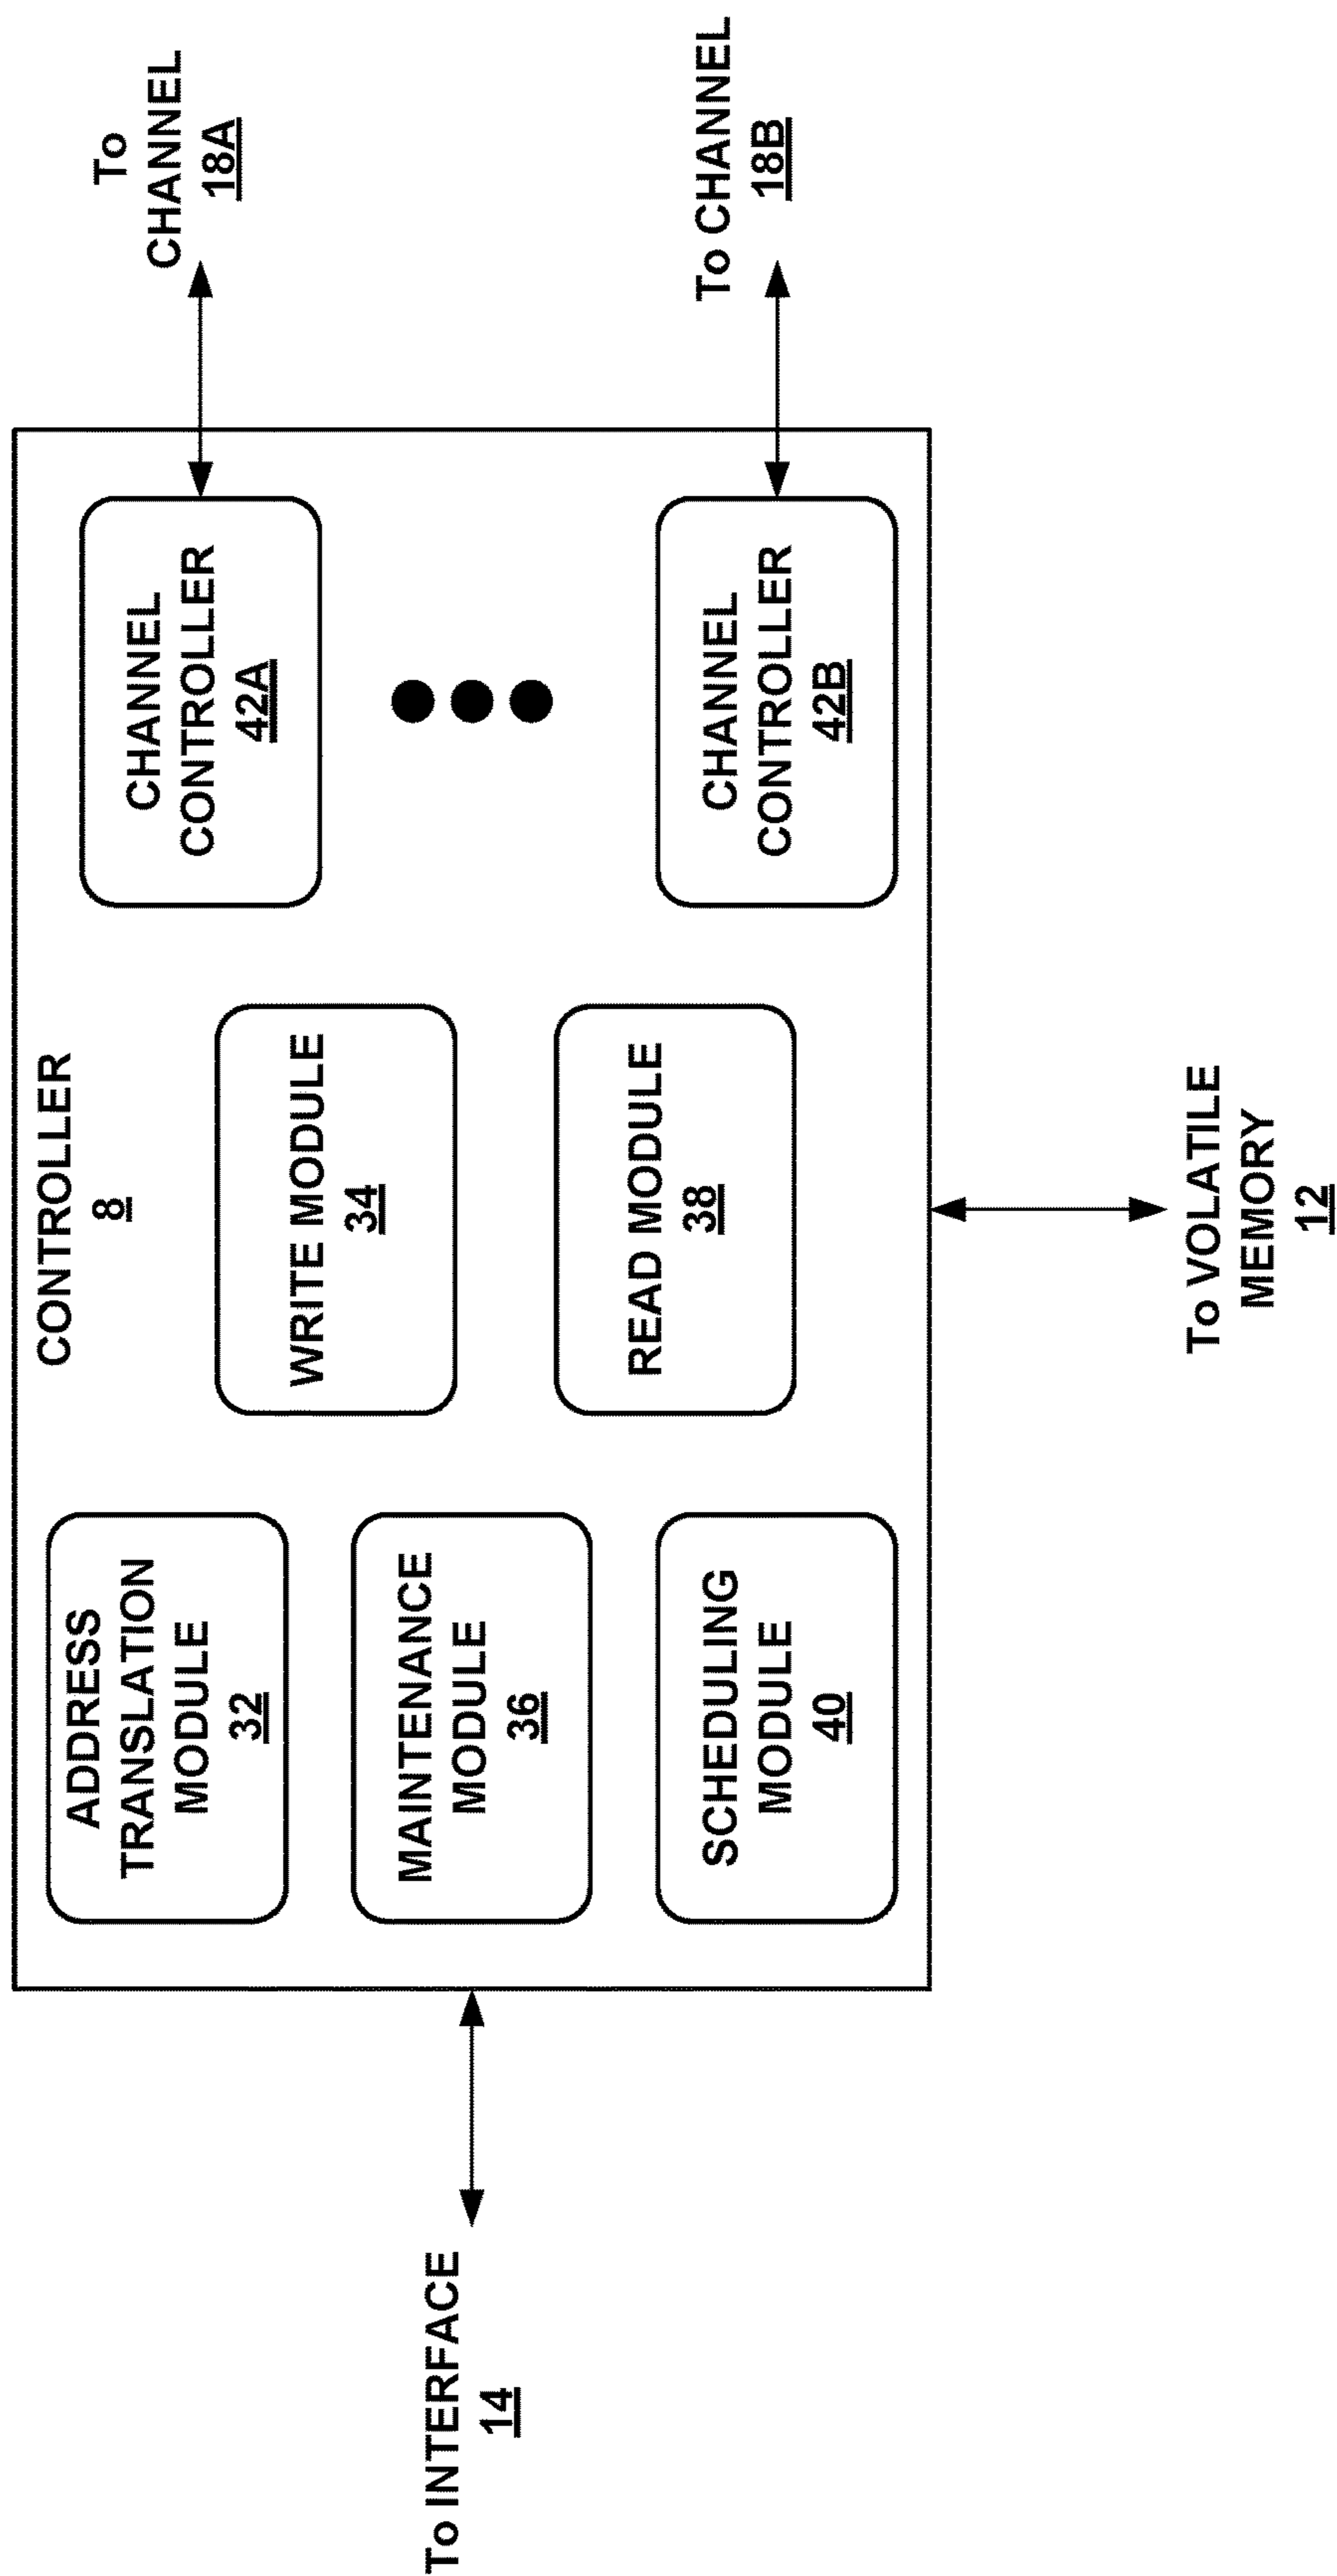 CONTROLLER
8
ADDRESS
TRANSLATION
MODULE
32
MAINTENANCE
MODULE
36
SCHEDULING
MODULE
40
WRITE MODULE
34
READ MODULE
38
CHANNEL
CONTROLLER
42A
CHANNEL
CONTROLLER
42B
To
CHANNEL
18A
To CHANNEL
18B
To INTERFACE
14
To VOLATILE
MEMORY
12